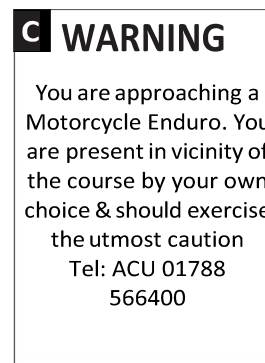 C WARNING
You are approaching a
Motorcycle Enduro. You
are present in vicinity of
the course by your own
choice & should exercise
the utmost caution
Tel: ACU 01788
566400